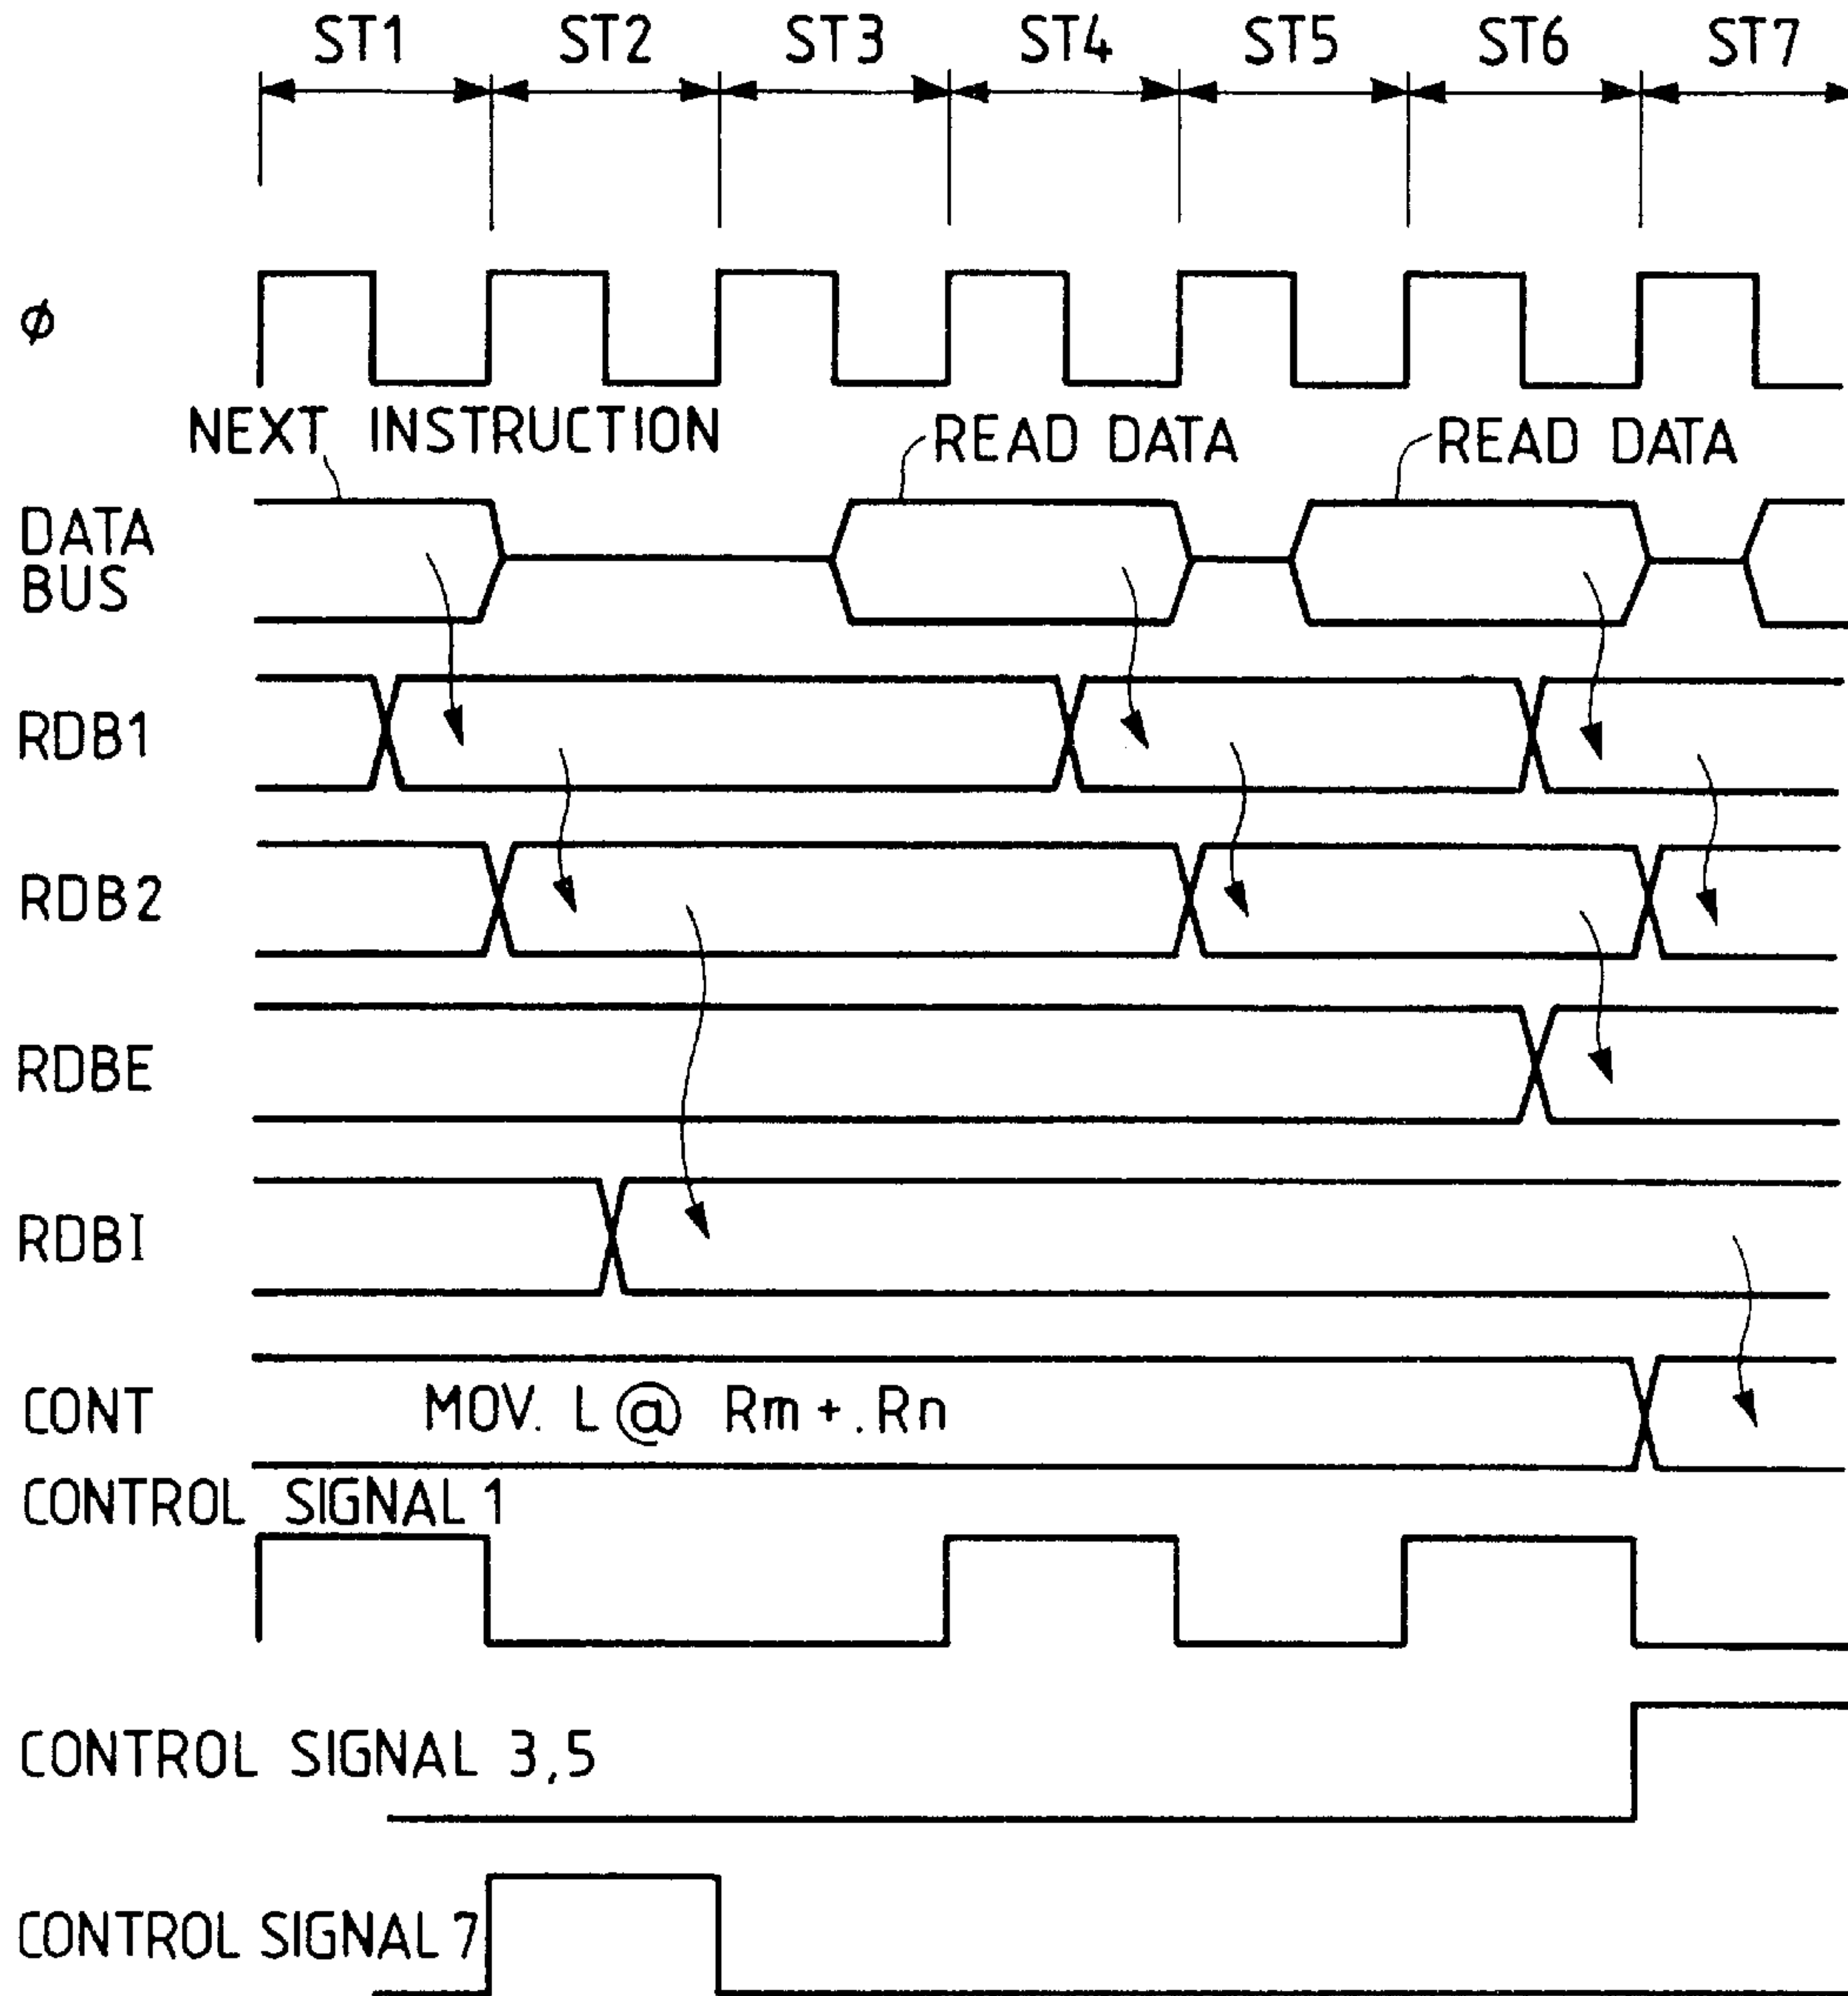 ST1 ST2 ST3 ST4 ST5 ST6 ST7
φ
NEXT INSTRUCTION READ DATA READ DATA
DATA
BUS
RDB1
RDB2
RDBE
RDBI
CONT MOV. L @ Rm +. Rn
CONTROL SIGNAL 1
CONTROL SIGNAL 3,5
CONTROL SIGNAL 7